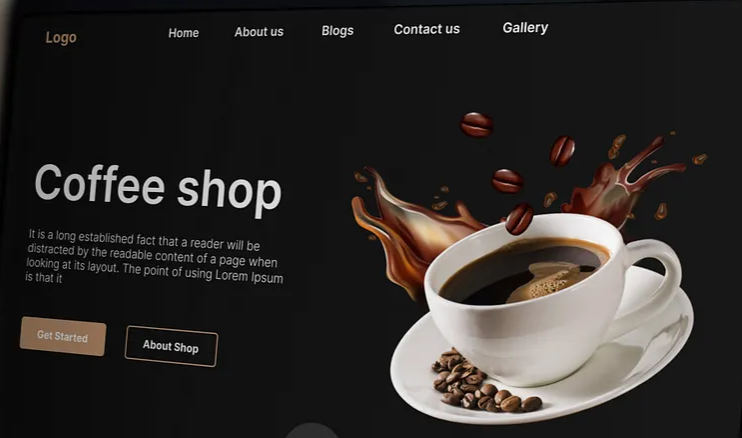 Logo
Home
About us
Blogs
Contact us
Gallery
Coffee shop
It is a long established fact that a reader will be
distracted by the readable content of a page when
looking at its layout. The point of using Lorem Ipsum
is that it
Get Started
About Shop